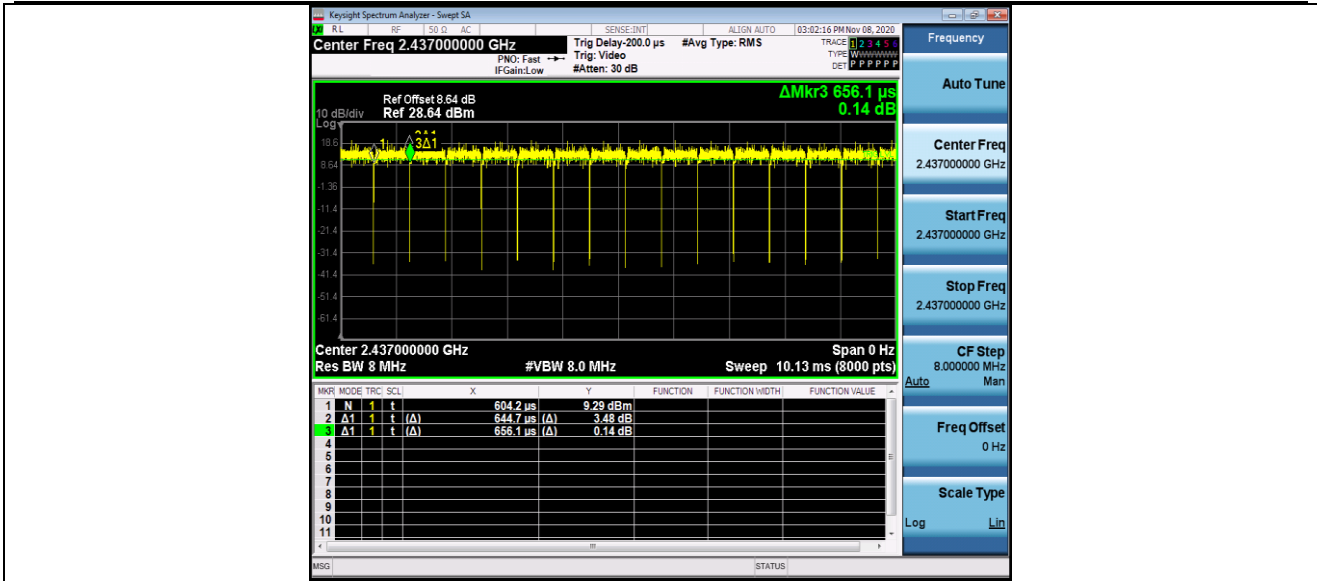 Keysight Spectrum Analyzer - Swept SA
RL RF 50 Ω AC SENSE:INT ALIGN AUTO 03:02:16 PM Nov 08, 2020
Center Freq 2.437000000 GHz
PNO: Fast
IFGain:Low
Trig Delay-200.0 µs
Trig: Video
#Atten: 30 dB
#Avg Type: RMS
TRACE 1 2 3 4 5 6
TYPE WWWWWW
DET P P P P P P
ΔMkr3 656.1 µs
0.14 dB
Ref Offset 8.64 dB
10 dB/div Ref 28.64 dBm
Log
18.6
8.64
-1.36
-11.4
-21.4
-31.4
-41.4
-51.4
-61.4
1
3Δ1
Center 2.437000000 GHz Span 0 Hz
Res BW 8 MHz #VBW 8.0 MHz Sweep 10.13 ms (8000 pts)
MKR MODE TRC SCL X Y FUNCTION FUNCTION WIDTH FUNCTION VALUE
1 N 1 t 604.2 µs 9.29 dBm
2 Δ1 1 t (Δ) 644.7 µs (Δ) 3.48 dB
3 Δ1 1 t (Δ) 656.1 µs (Δ) 0.14 dB
4
5
6
7
8
9
10
11
MSG STATUS
Frequency
Auto Tune
Center Freq
2.437000000 GHz
Start Freq
2.437000000 GHz
Stop Freq
2.437000000 GHz
CF Step
8.000000 MHz
Auto Man
Freq Offset
0 Hz
Scale Type
Log Lin